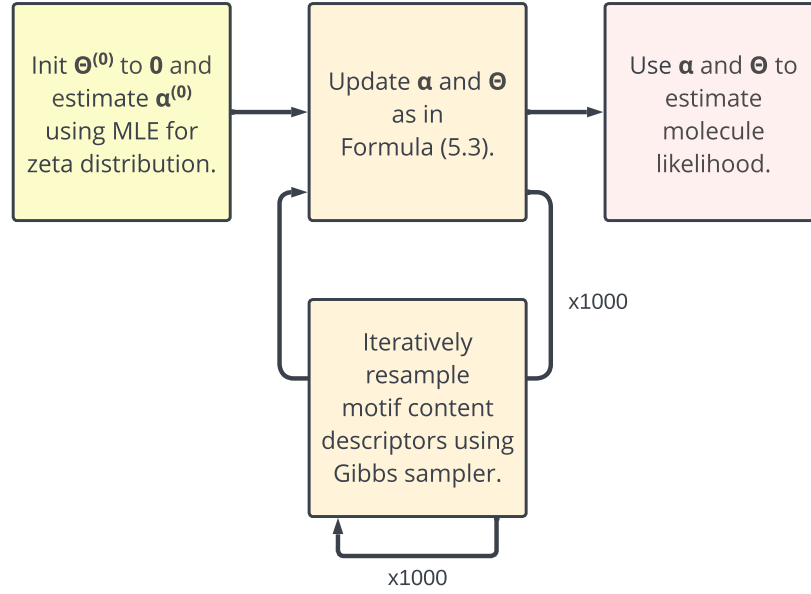 Init Θ⁽⁰⁾ to 0 and
estimate α⁽⁰⁾
using MLE for
zeta distribution.
Update α and Θ
as in
Formula (5.3).
Use α and Θ to
estimate
molecule
likelihood.
x1000
Iteratively
resample
motif content
descriptors using
Gibbs sampler.
x1000